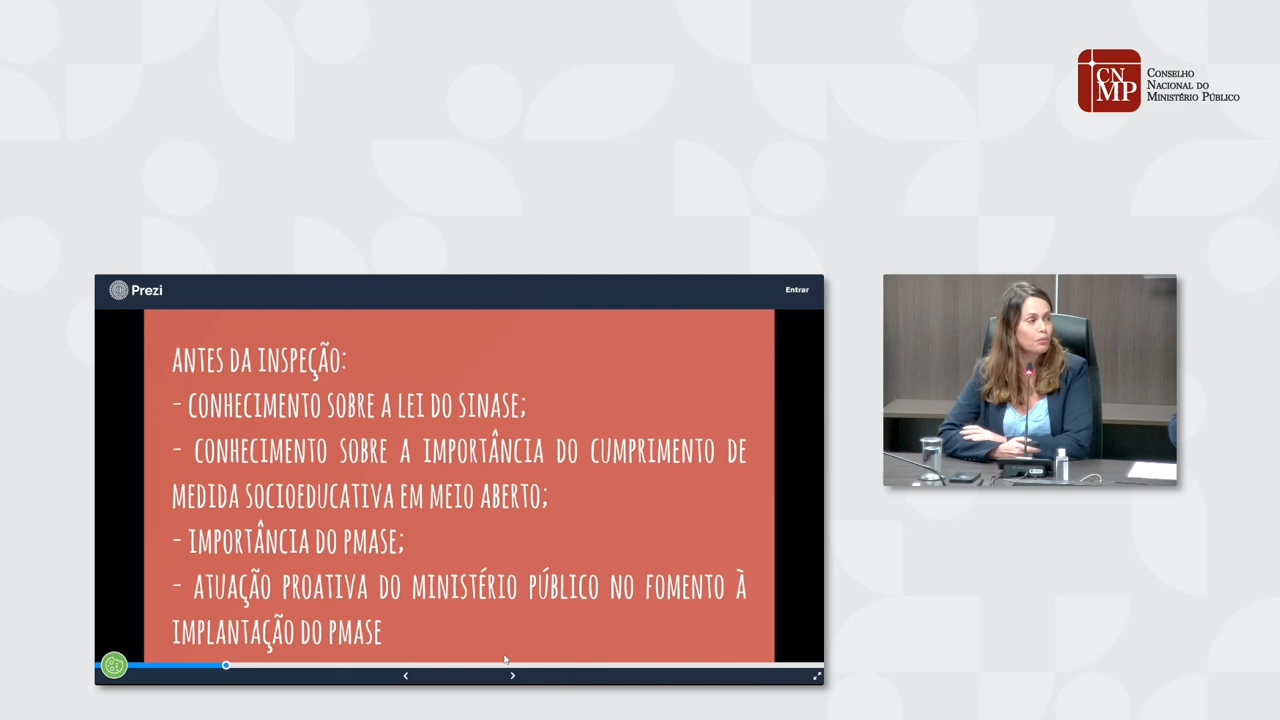 CN
MP
CONSELHO
NACIONAL DO
MINISTÉRIO PÚBLICO
Prezi
Entrar
ANTES DA INSPEÇÃO:
- CONHECIMENTO SOBRE A LEI DO SINASE;
- CONHECIMENTO SOBRE A IMPORTÂNCIA DO CUMPRIMENTO DE
MEDIDA SOCIOEDUCATIVA EM MEIO ABERTO;
- IMPORTÂNCIA DO PMASE;
- ATUAÇÃO PROATIVA DO MINISTÉRIO PÚBLICO NO FOMENTO À
IMPLANTAÇÃO DO PMASE